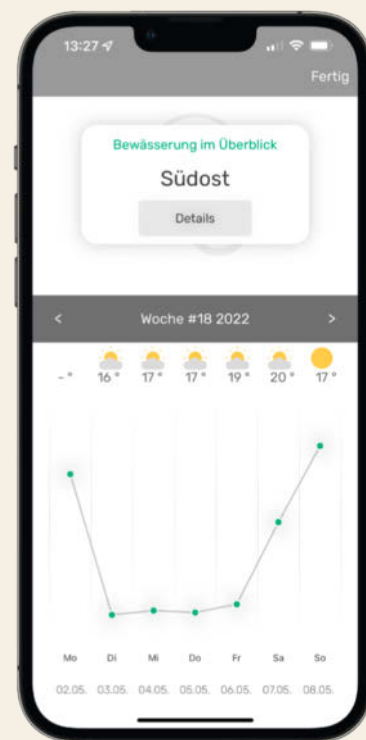 13:27
Fertig
Bewässerung im Überblick
Südost
Details
< Woche #18 2022 >
- ° 16 ° 17 ° 17 ° 19 ° 20 ° 17 °
Mo Di Mi Do Fr Sa So
02.05. 03.05. 04.05. 05.05. 06.05. 07.05. 08.05.